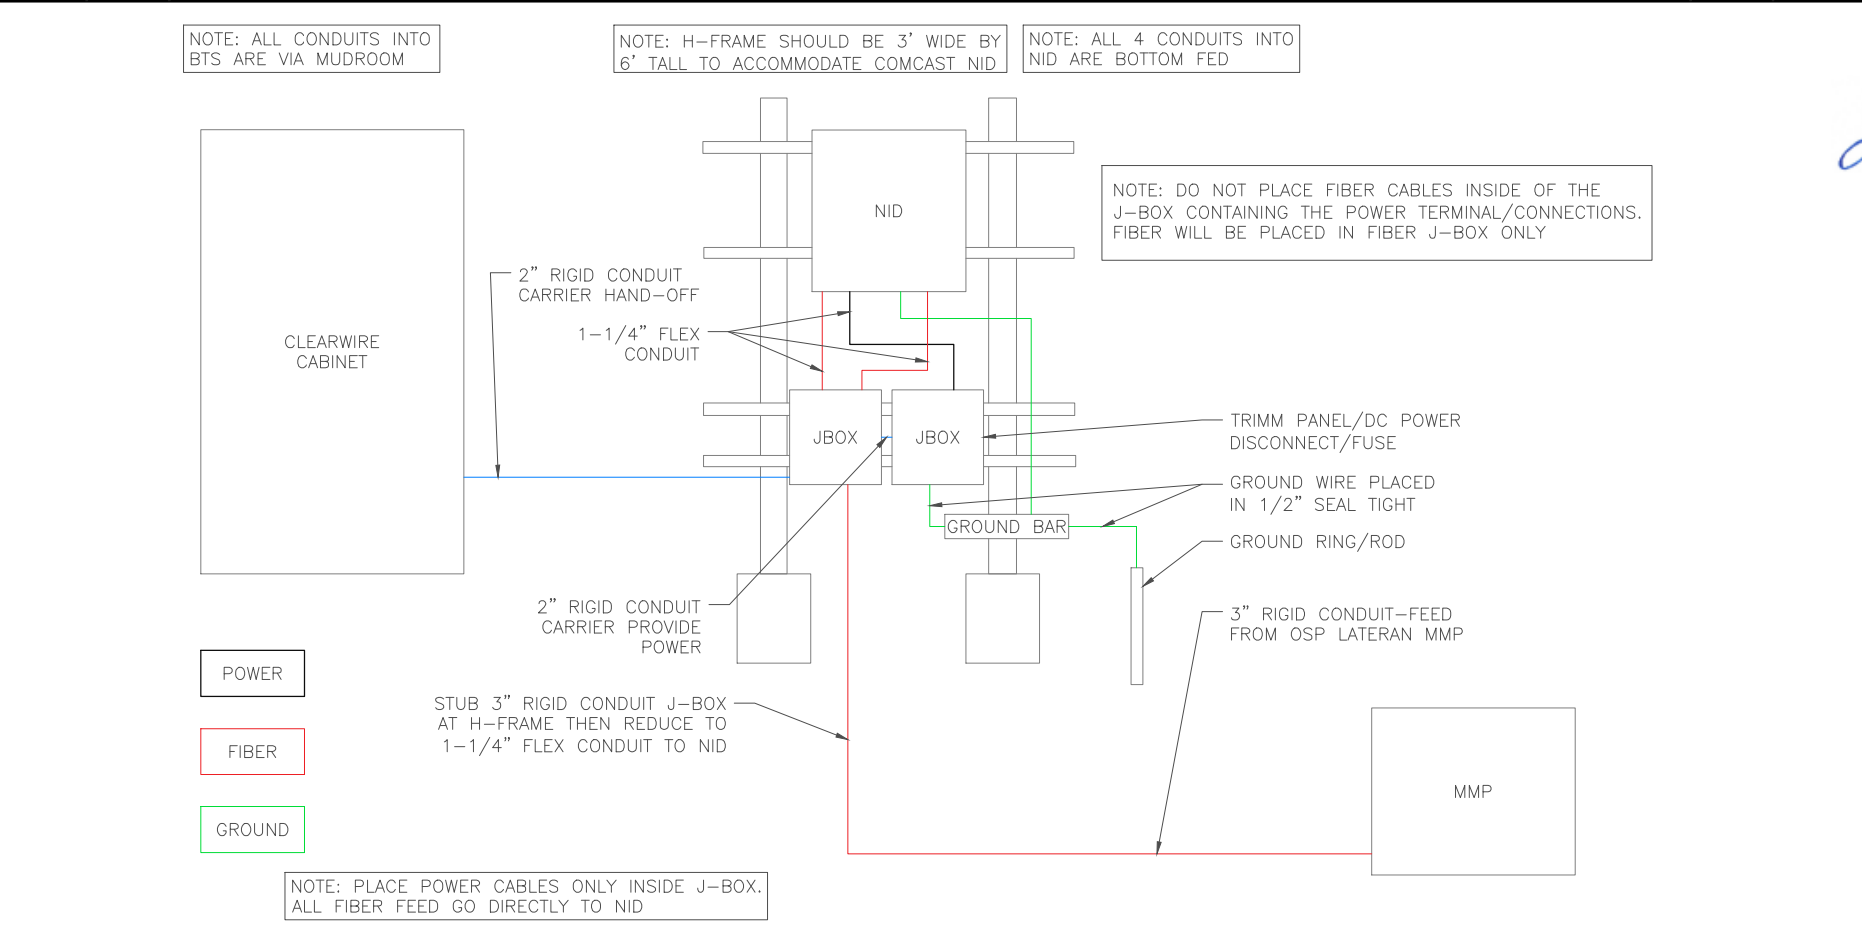 NOTE: ALL CONDUITS INTO
BTS ARE VIA MUDROOM
NOTE: H-FRAME SHOULD BE 3' WIDE BY
6' TALL TO ACCOMMODATE COMCAST NID
NOTE: ALL 4 CONDUITS INTO
NID ARE BOTTOM FED
NOTE: DO NOT PLACE FIBER CABLES INSIDE OF THE
J-BOX CONTAINING THE POWER TERMINAL/CONNECTIONS.
FIBER WILL BE PLACED IN FIBER J-BOX ONLY
NID
2" RIGID CONDUIT
CARRIER HAND-OFF
1-1/4" FLEX
CONDUIT
CLEARWIRE
CABINET
JBOX
JBOX
TRIMM PANEL/DC POWER
DISCONNECT/FUSE
GROUND WIRE PLACED
IN 1/2" SEAL TIGHT
GROUND BAR
GROUND RING/ROD
2" RIGID CONDUIT
CARRIER PROVIDE
POWER
3" RIGID CONDUIT-FEED
FROM OSP LATERAN MMP
POWER
STUB 3" RIGID CONDUIT J-BOX
AT H-FRAME THEN REDUCE TO
1-1/4" FLEX CONDUIT TO NID
FIBER
MMP
GROUND
NOTE: PLACE POWER CABLES ONLY INSIDE J-BOX.
ALL FIBER FEED GO DIRECTLY TO NID